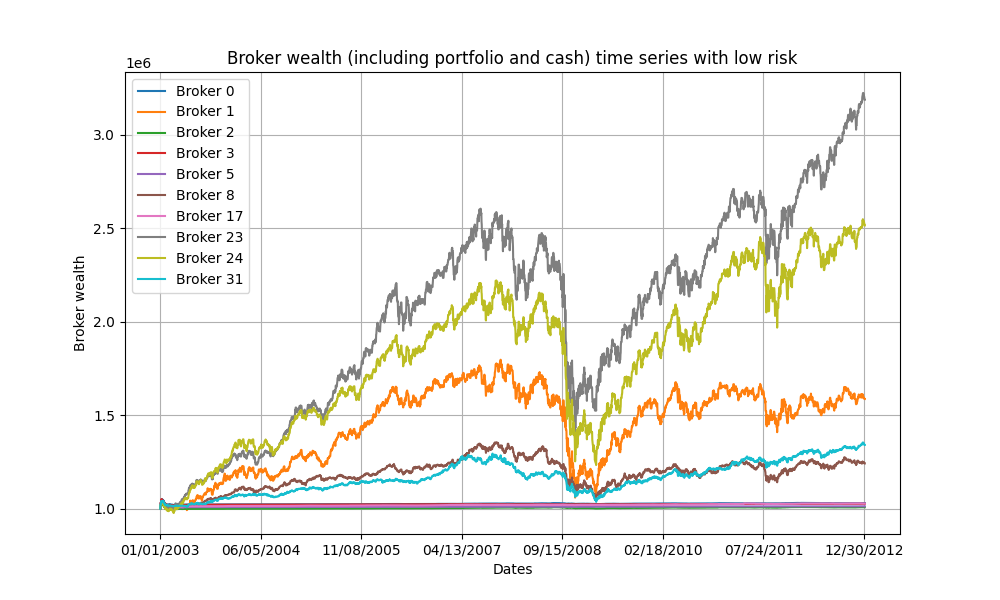 Broker wealth (including portfolio and cash) time series with low risk
1e6
Broker 0
Broker 1
Broker 2
Broker 3
Broker 5
Broker 8
Broker 17
Broker 23
Broker 24
Broker 31
3.0
2.5
2.0
1.5
1.0
Broker wealth
01/01/2003 06/05/2004 11/08/2005 04/13/2007 09/15/2008 02/18/2010 07/24/2011 12/30/2012
Dates